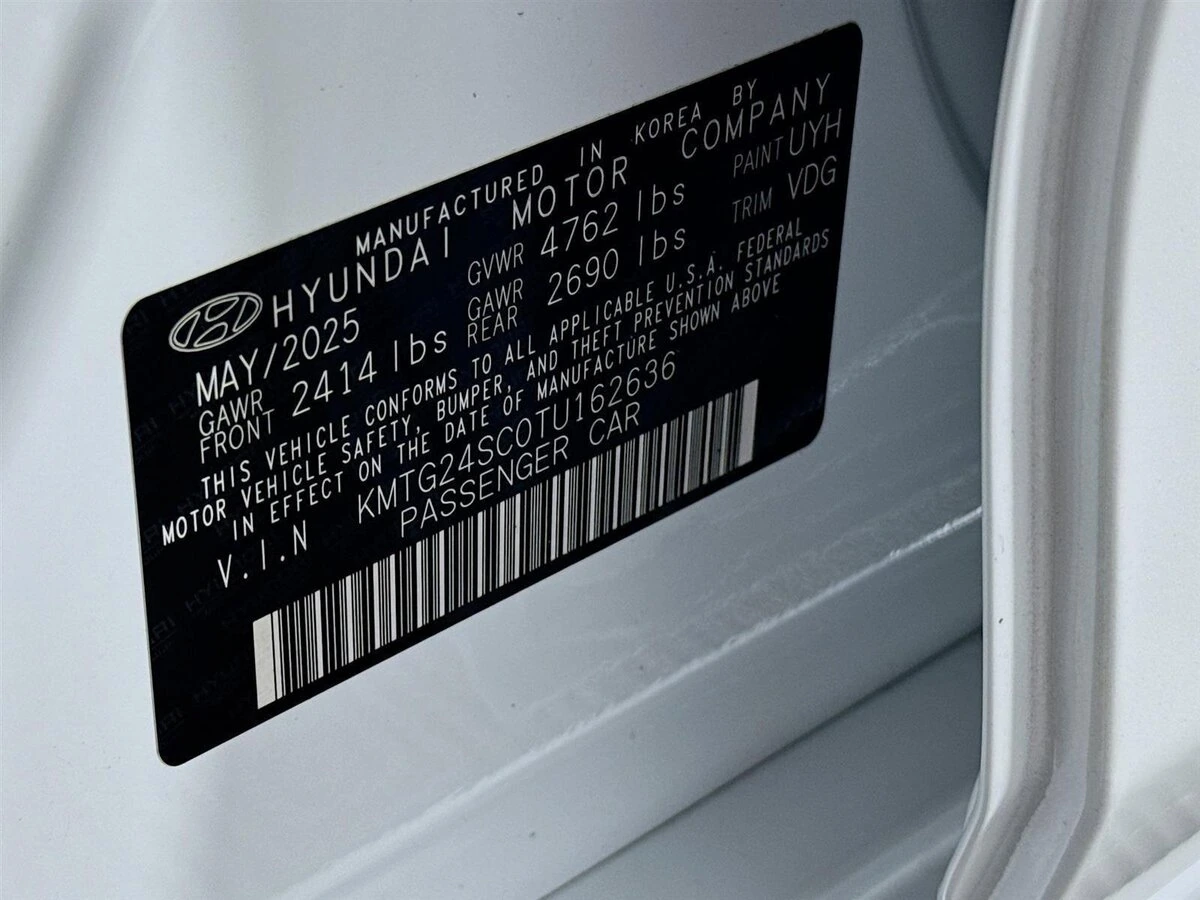 MANUFACTURED IN KOREA BY
HYUNDAI MOTOR COMPANY
MAY/2025 GVWR 4762 lbs PAINT UYH
GAWR FRONT 2414 lbs GAWR REAR 2690 lbs TRIM VDG
THIS VEHICLE CONFORMS TO ALL APPLICABLE U.S.A. FEDERAL
MOTOR VEHICLE SAFETY, BUMPER, AND THEFT PREVENTION STANDARDS
IN EFFECT ON THE DATE OF MANUFACTURE SHOWN ABOVE
V.I.N KMTG24SC0TU162636
PASSENGER CAR